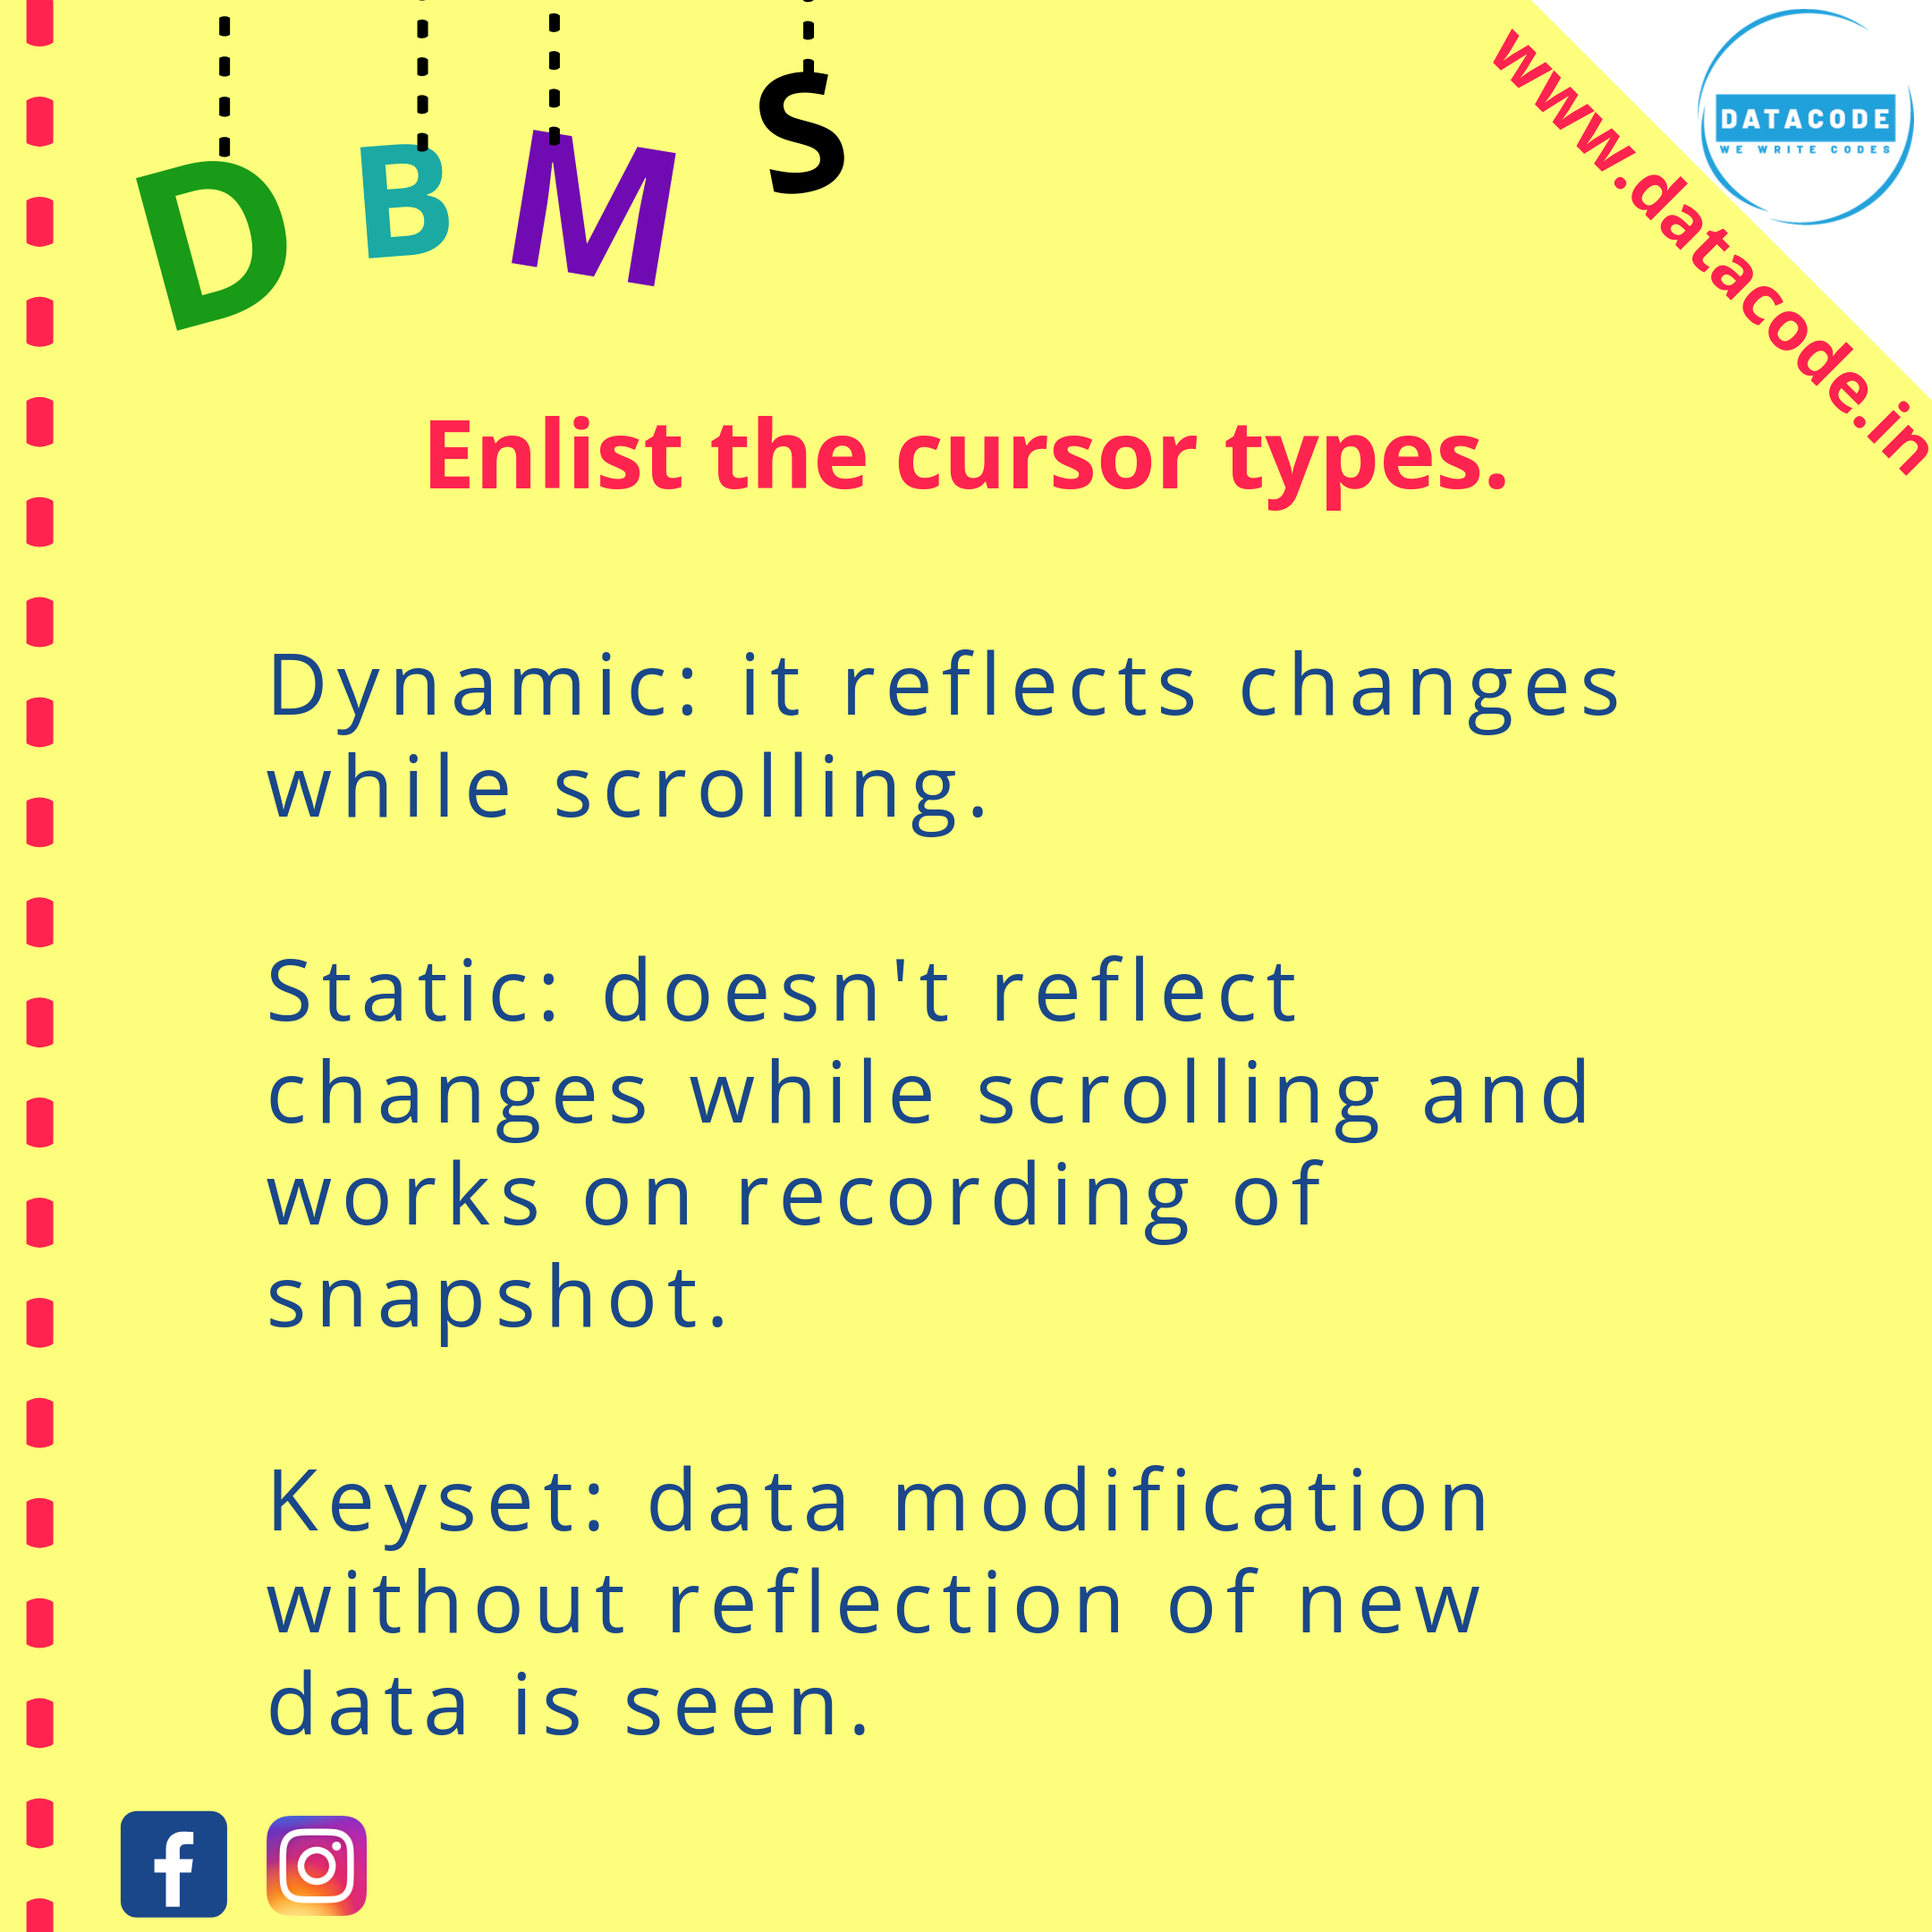 D B M S
DATACODE
WE WRITE CODES
www.datacode.in
Enlist the cursor types.
Dynamic: it reflects changes
while scrolling.
Static: doesn't reflect
changes while scrolling and
works on recording of
snapshot.
Keyset: data modification
without reflection of new
data is seen.